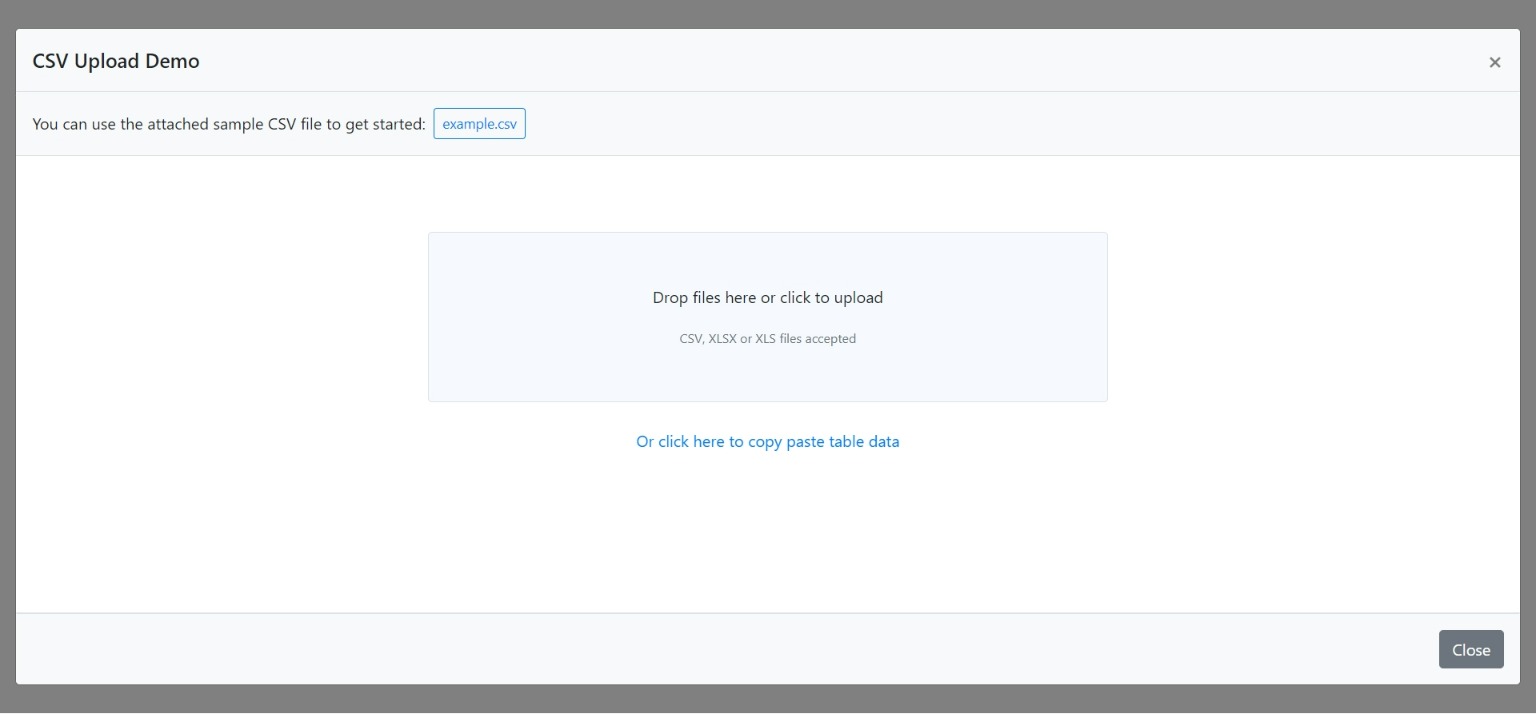 CSV Upload Demo
×
You can use the attached sample CSV file to get started: example.csv
Drop files here or click to upload
CSV, XLSX or XLS files accepted
Or click here to copy paste table data
Close